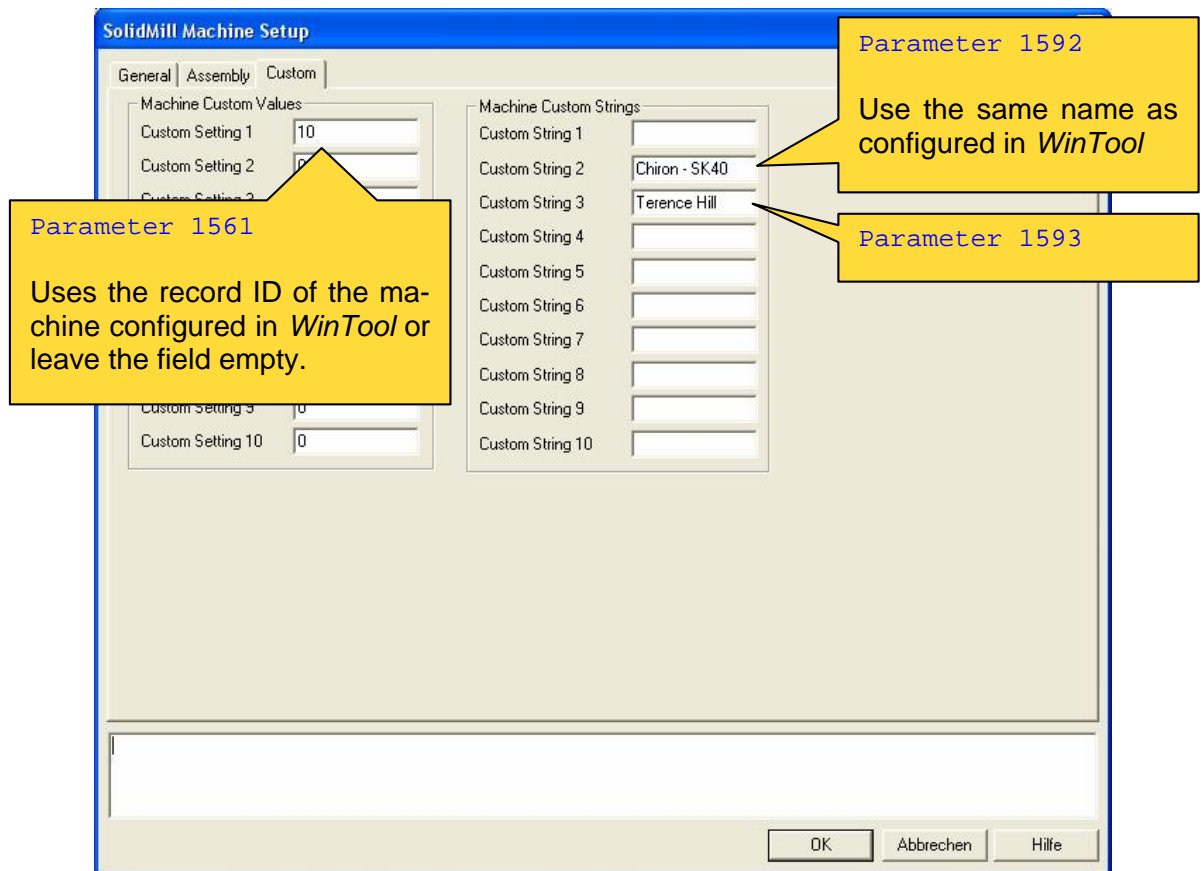 SolidMill Machine Setup
General Assembly Custom
Machine Custom Values
Custom Setting 1 10
Custom Setting 2
Custom Setting 9 0
Custom Setting 10 0
Machine Custom Strings
Custom String 1
Custom String 2 Chiron - SK40
Custom String 3 Terence Hill
Custom String 4
Custom String 5
Custom String 6
Custom String 7
Custom String 8
Custom String 9
Custom String 10
Parameter 1592
Use the same name as
configured in WinTool
Parameter 1593
Parameter 1561
Uses the record ID of the ma-
chine configured in WinTool or
leave the field empty.
OK Abbrechen Hilfe